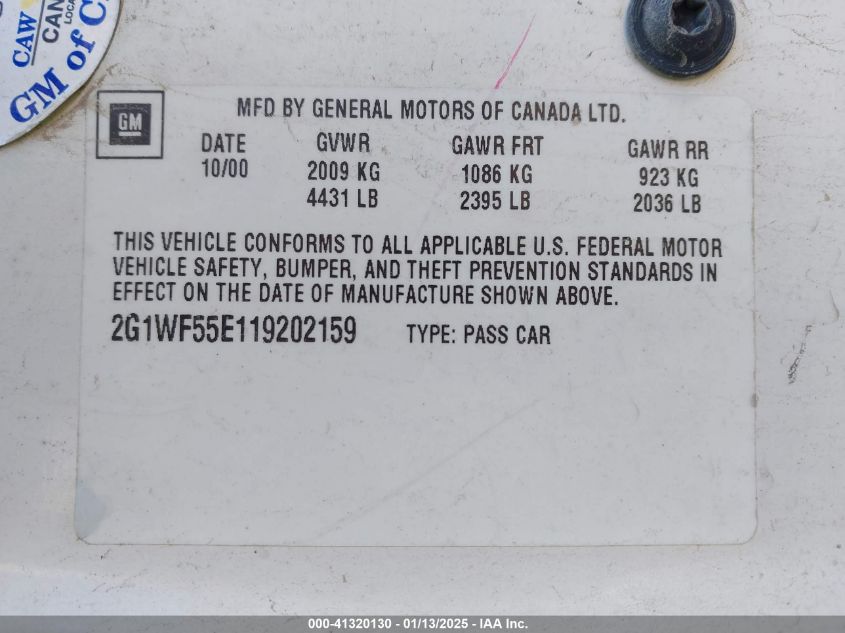 CAW
CAN
LOCA
GM of C
GM
MFD BY GENERAL MOTORS OF CANADA LTD.
DATE GVWR GAWR FRT GAWR RR
10/00 2009 KG 1086 KG 923 KG
4431 LB 2395 LB 2036 LB
THIS VEHICLE CONFORMS TO ALL APPLICABLE U.S. FEDERAL MOTOR
VEHICLE SAFETY, BUMPER, AND THEFT PREVENTION STANDARDS IN
EFFECT ON THE DATE OF MANUFACTURE SHOWN ABOVE.
2G1WF55E119202159 TYPE: PASS CAR
000-41320130 - 01/13/2025 - IAA Inc.